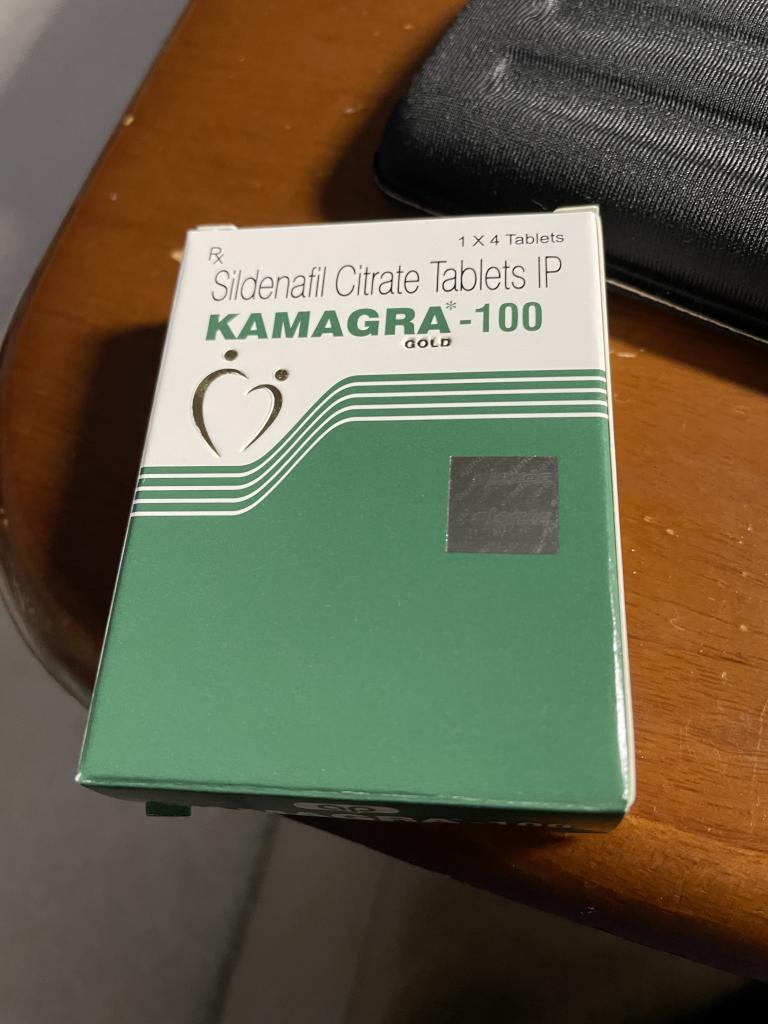 Rx
1 X 4 Tablets
Sildenafil Citrate Tablets IP
KAMAGRA*-100
GOLD